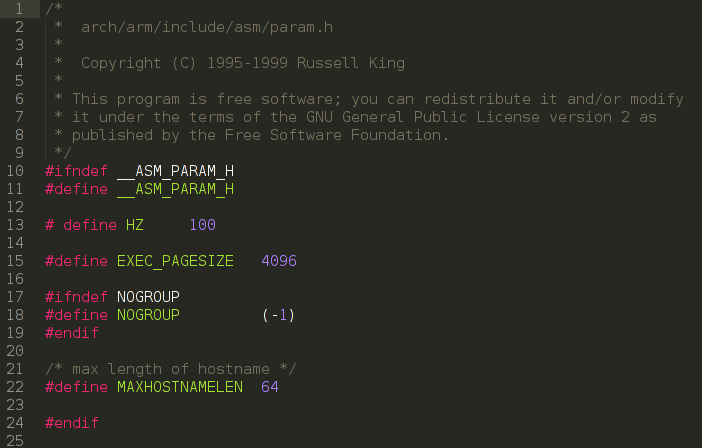 1 /*
2  *  arch/arm/include/asm/param.h
3  *
4  *  Copyright (C) 1995-1999 Russell King
5  *
6  * This program is free software; you can redistribute it and/or modify
7  * it under the terms of the GNU General Public License version 2 as
8  * published by the Free Software Foundation.
9  */
10 #ifndef __ASM_PARAM_H
11 #define __ASM_PARAM_H
12
13 # define HZ     100
14
15 #define EXEC_PAGESIZE   4096
16
17 #ifndef NOGROUP
18 #define NOGROUP         (-1)
19 #endif
20
21 /* max length of hostname */
22 #define MAXHOSTNAMELEN  64
23
24 #endif
25